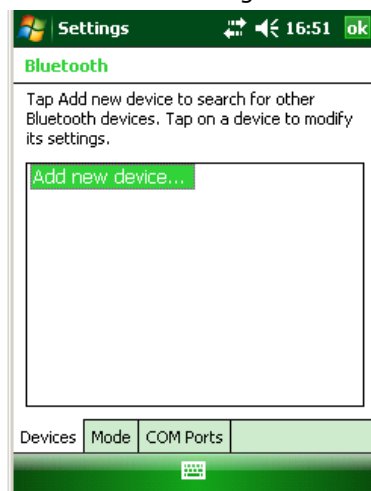 Settings 16:51 ok
Bluetooth
Tap Add new device to search for other
Bluetooth devices. Tap on a device to modify
its settings.
Add new device...
Devices Mode COM Ports